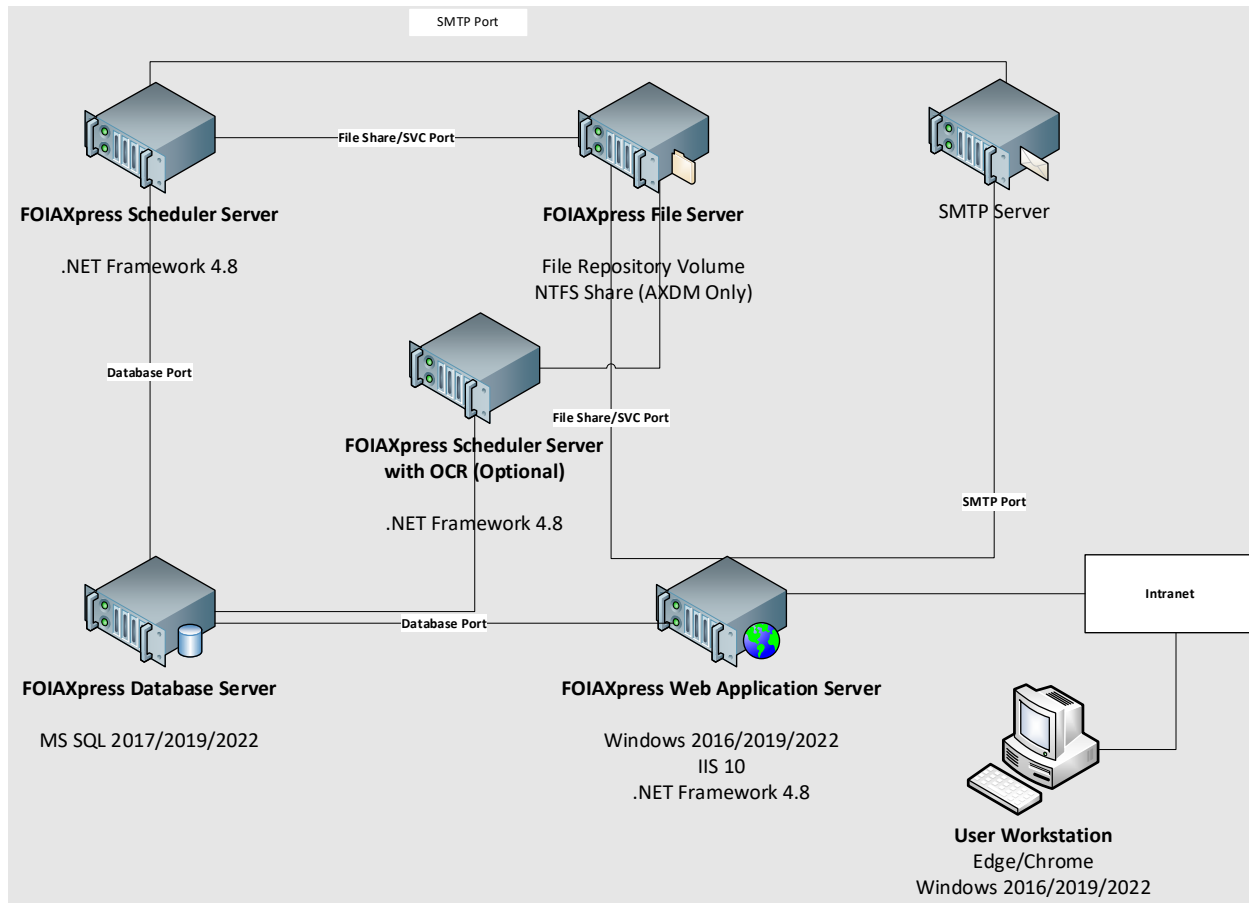 SMTP Port
File Share/SVC Port
FOIAXpress Scheduler Server
.NET Framework 4.8
FOIAXpress File Server
File Repository Volume
NTFS Share (AXDM Only)
SMTP Server
Database Port
FOIAXpress Scheduler Server
with OCR (Optional)
.NET Framework 4.8
File Share/SVC Port
SMTP Port
Intranet
Database Port
FOIAXpress Database Server
MS SQL 2017/2019/2022
FOIAXpress Web Application Server
Windows 2016/2019/2022
IIS 10
.NET Framework 4.8
User Workstation
Edge/Chrome
Windows 2016/2019/2022